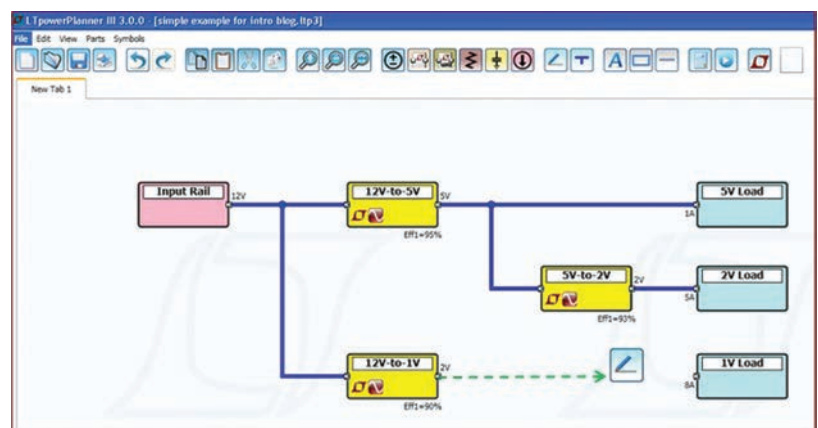 LTpowerPlanner III 3.0.0 - [simple example for intro blog.ltp3]
File Edit View Parts Symbols
A
New Tab 1
Input Rail
12V
12V-to-5V
5V
Eff1=95%
5V Load
1A
5V-to-2V
2V
Eff1=93%
2V Load
5A
12V-to-1V
2V
Eff1=90%
1V Load
8A